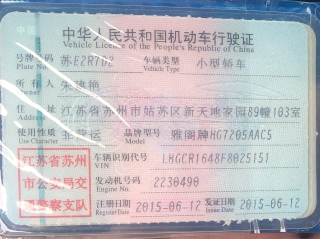 中华人民共和国机动车行驶证
Vehicle License of the People's Republic of China
号牌号码 苏E2R7D2 车辆类型 小型轿车
Plate No. Vehicle Type
所有人 朱艳艳
Owner
住址 江苏省苏州市姑苏区新天地家园89幢103室
Address
使用性质 非营运 品牌型号 雅阁牌HG7205AAC5
Use Character Model
江苏省苏州市公安局交通警察支队
车辆识别代号 LHGCR1648F8025151
VIN
发动机号码 2230490
Engine No.
注册日期 2015-06-12 发证日期 2015-06-12
Register Date Issue Date